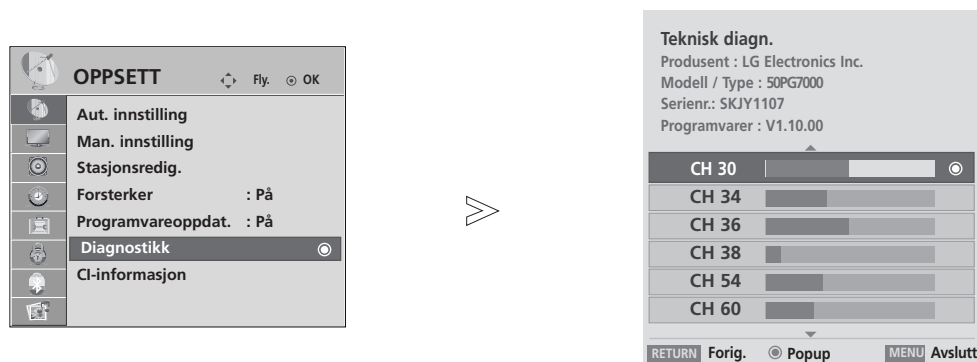 OPPSETT Fly. OK
Aut. innstilling
Man. innstilling
Stasjonsredig.
Forsterker : På
Programvareoppdat. : På
Diagnostikk
CI-informasjon
Teknisk diagn.
Produsent : LG Electronics Inc.
Modell / Type : 50PG7000
Serienr.: SKJY1107
Programvarer : V1.10.00
CH 30
CH 34
CH 36
CH 38
CH 54
CH 60
RETURN Forig. Popup MENU Avslutt